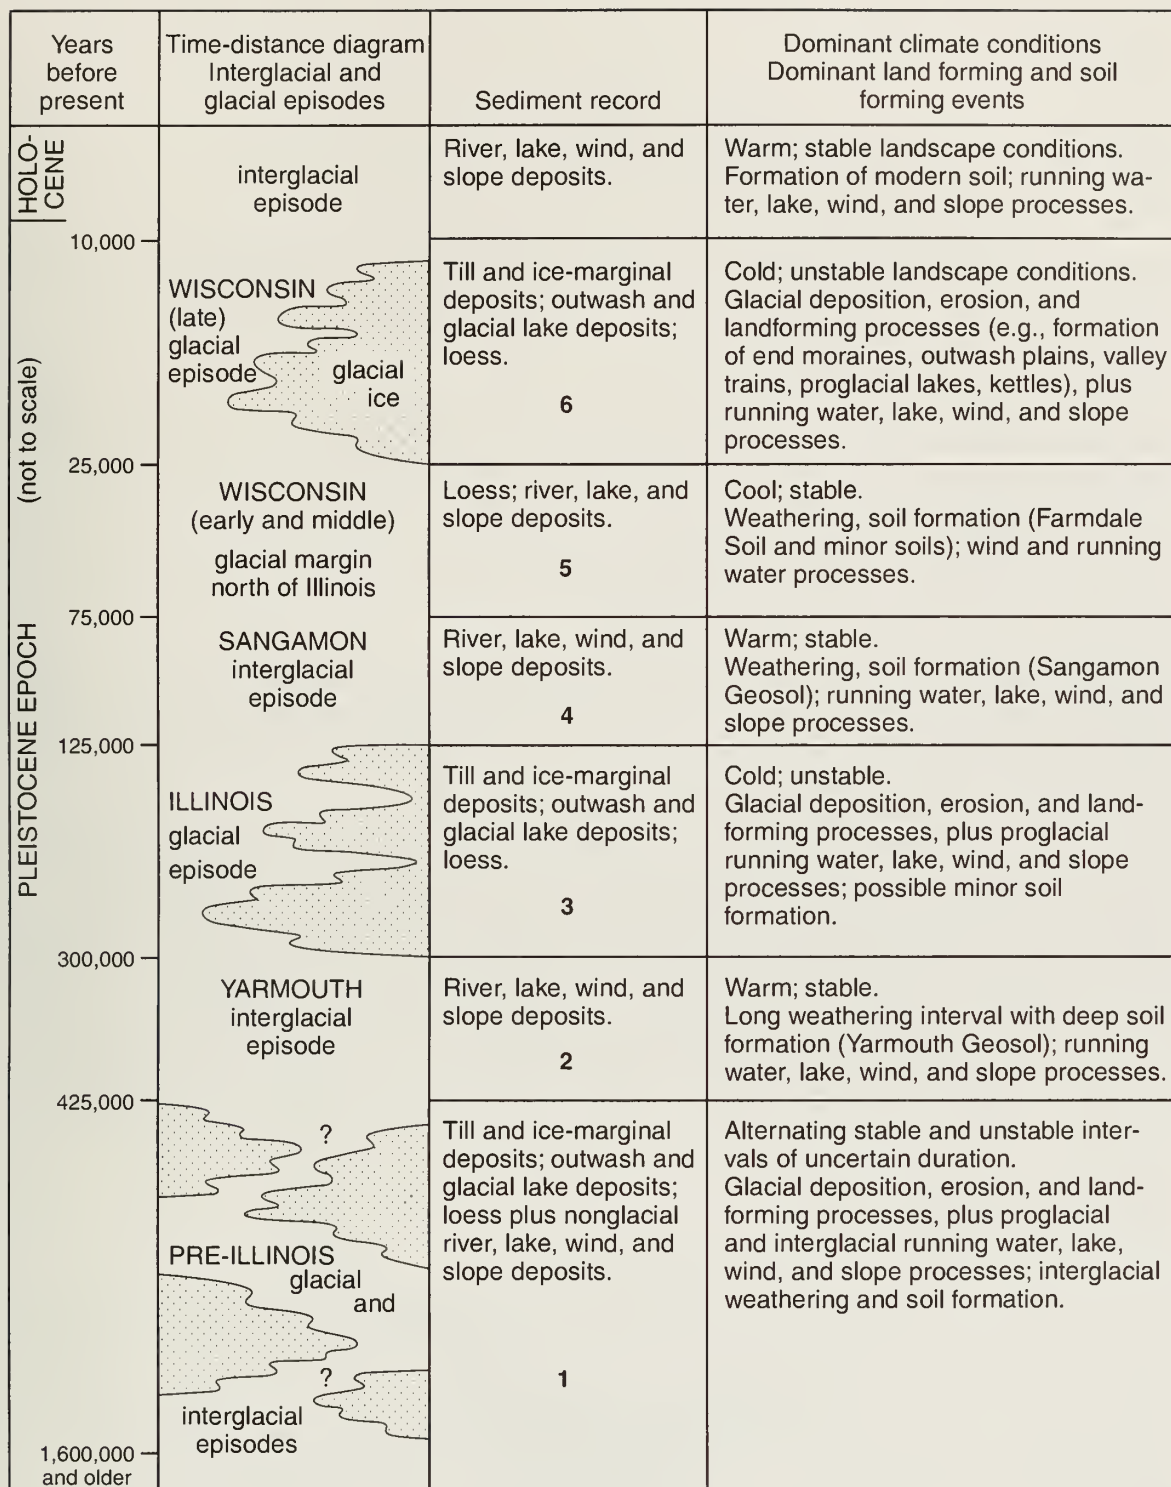 Years
before
present
Time-distance diagram
Interglacial and
glacial episodes
Sediment record
Dominant climate conditions
Dominant land forming and soil
forming events
HOLO-
CENE
interglacial
episode
River, lake, wind, and
slope deposits.
Warm; stable landscape conditions.
Formation of modern soil; running wa-
ter, lake, wind, and slope processes.
10,000
PLEISTOCENE EPOCH (not to scale)
WISCONSIN
(late)
glacial
episode
glacial
ice
Till and ice-marginal
deposits; outwash and
glacial lake deposits;
loess.
6
Cold; unstable landscape conditions.
Glacial deposition, erosion, and
landforming processes (e.g., formation
of end moraines, outwash plains, valley
trains, proglacial lakes, kettles), plus
running water, lake, wind, and slope
processes.
25,000
WISCONSIN
(early and middle)
glacial margin
north of Illinois
Loess; river, lake, and
slope deposits.
5
Cool; stable.
Weathering, soil formation (Farmdale
Soil and minor soils); wind and running
water processes.
75,000
SANGAMON
interglacial
episode
River, lake, wind, and
slope deposits.
4
Warm; stable.
Weathering, soil formation (Sangamon
Geosol); running water, lake, wind, and
slope processes.
125,000
ILLINOIS
glacial
episode
Till and ice-marginal
deposits; outwash and
glacial lake deposits;
loess.
3
Cold; unstable.
Glacial deposition, erosion, and land-
forming processes, plus proglacial
running water, lake, wind, and slope
processes; possible minor soil
formation.
300,000
YARMOUTH
interglacial
episode
River, lake, wind, and
slope deposits.
2
Warm; stable.
Long weathering interval with deep soil
formation (Yarmouth Geosol); running
water, lake, wind, and slope processes.
425,000
?
PRE-ILLINOIS
glacial
and
?
interglacial
episodes
Till and ice-marginal
deposits; outwash and
glacial lake deposits;
loess plus nonglacial
river, lake, wind, and
slope deposits.
1
Alternating stable and unstable inter-
vals of uncertain duration.
Glacial deposition, erosion, and land-
forming processes, plus proglacial
and interglacial running water, lake,
wind, and slope processes; interglacial
weathering and soil formation.
1,600,000
and older